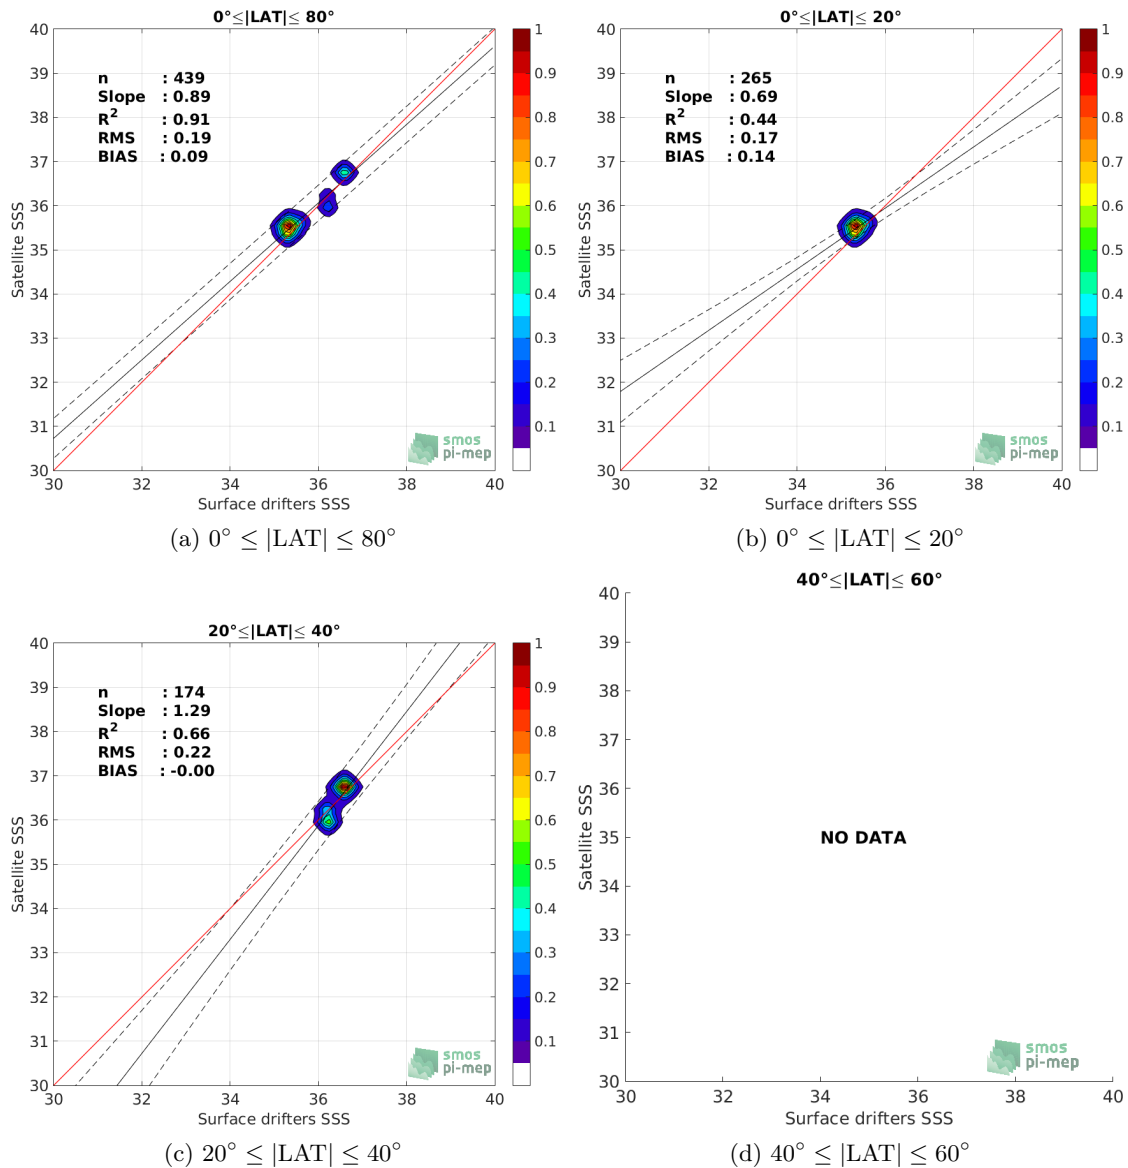 0°≤|LAT|≤ 80°
40
39
38
37
36
35
34
33
32
31
30
Satellite SSS
n : 439
Slope : 0.89
R2 : 0.91
RMS : 0.19
BIAS : 0.09
smos
pi-mep
30 32 34 36 38 40
Surface drifters SSS
1
0.9
0.8
0.7
0.6
0.5
0.4
0.3
0.2
0.1
(a) 0° ≤ |LAT| ≤ 80°
0°≤|LAT|≤ 20°
40
39
38
37
36
35
34
33
32
31
30
Satellite SSS
n : 265
Slope : 0.69
R2 : 0.44
RMS : 0.17
BIAS : 0.14
smos
pi-mep
30 32 34 36 38 40
Surface drifters SSS
1
0.9
0.8
0.7
0.6
0.5
0.4
0.3
0.2
0.1
(b) 0° ≤ |LAT| ≤ 20°
20°≤|LAT|≤ 40°
40
39
38
37
36
35
34
33
32
31
30
Satellite SSS
n : 174
Slope : 1.29
R2 : 0.66
RMS : 0.22
BIAS : -0.00
smos
pi-mep
30 32 34 36 38 40
Surface drifters SSS
1
0.9
0.8
0.7
0.6
0.5
0.4
0.3
0.2
0.1
(c) 20° ≤ |LAT| ≤ 40°
40°≤|LAT|≤ 60°
40
39
38
37
36
35
34
33
32
31
30
Satellite SSS
NO DATA
smos
pi-mep
30 32 34 36 38 40
Surface drifters SSS
(d) 40° ≤ |LAT| ≤ 60°